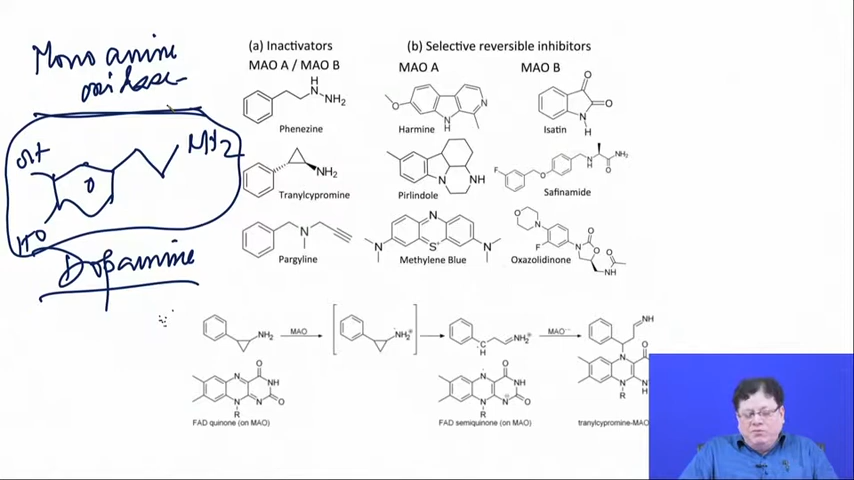 Mono amine
oxidase
OH
NH2
HO
Dopamine
(a) Inactivators
MAO A / MAO B
(b) Selective reversible inhibitors
MAO A
MAO B
H
N
NH2
Phenezine
O
N
H
Harmine
N
O
O
N
H
Isatin
NH2
Tranylcypromine
N
NH
Pirlindole
F
O
H
N
NH2
O
Safinamide
N
Pargyline
N
N
S+
N
Methylene Blue
O
N
F
N
O
O
O
NH
Oxazolidinone
NH2
MAO
NH2
C
H
NH2
MAO
NH
N
O
NH
N
N
O
R
FAD quinone (on MAO)
N
O
NH
N
N
O
R
FAD semiquinone (on MAO)
N
O
N
N
R
tranylcypromine-MAO